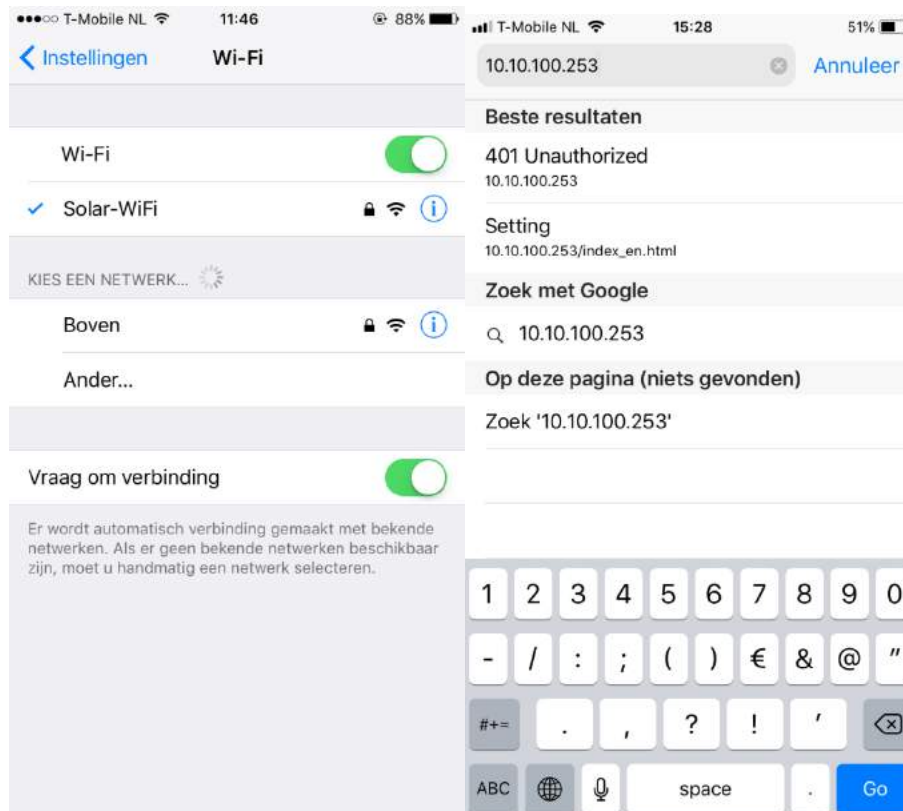 T-Mobile NL 11:46 88%
Instellingen Wi-Fi
Wi-Fi
Solar-WiFi
KIES EEN NETWERK...
Boven
Ander...
Vraag om verbinding
Er wordt automatisch verbinding gemaakt met bekende
netwerken. Als er geen bekende netwerken beschikbaar
zijn, moet u handmatig een netwerk selecteren.
T-Mobile NL 15:28 51%
10.10.100.253 Annuleer
Beste resultaten
401 Unauthorized
10.10.100.253
Setting
10.10.100.253/index_en.html
Zoek met Google
10.10.100.253
Op deze pagina (niets gevonden)
Zoek '10.10.100.253'
1 2 3 4 5 6 7 8 9 0
- / : ; ( ) € & @ "
#+= . , ? ! '
ABC space . Go